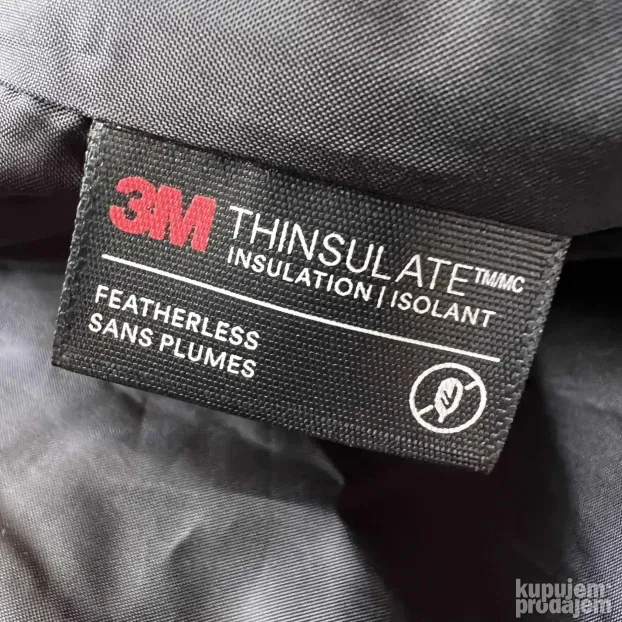 3M THINSULATE™/MC
INSULATION | ISOLANT
FEATHERLESS
SANS PLUMES
kupujem
prodajem